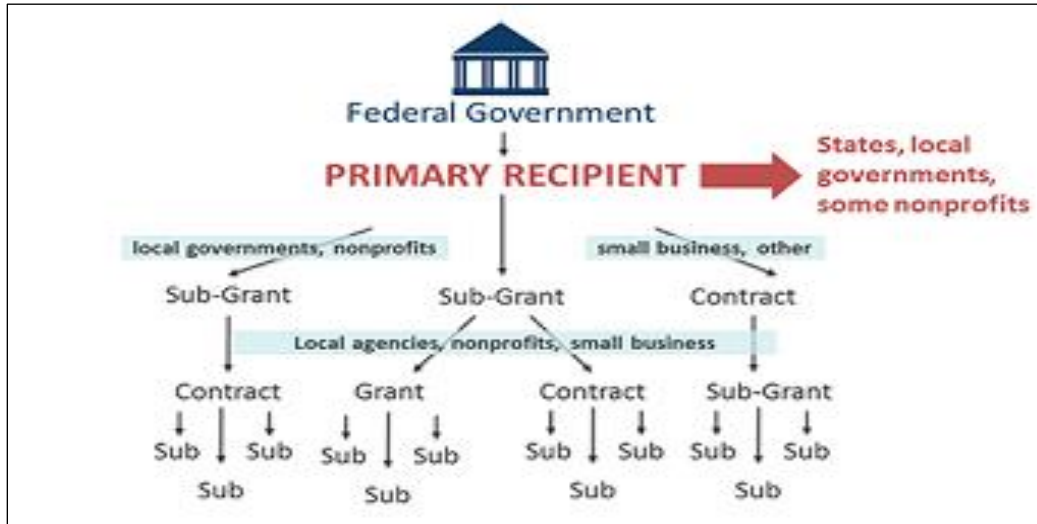 Federal Government
PRIMARY RECIPIENT
States, local
governments,
some nonprofits
local governments, nonprofits
small business, other
Sub-Grant
Sub-Grant
Contract
Local agencies, nonprofits, small business
Contract
Grant
Contract
Sub-Grant
Sub
Sub
Sub
Sub
Sub
Sub
Sub
Sub
Sub
Sub
Sub
Sub